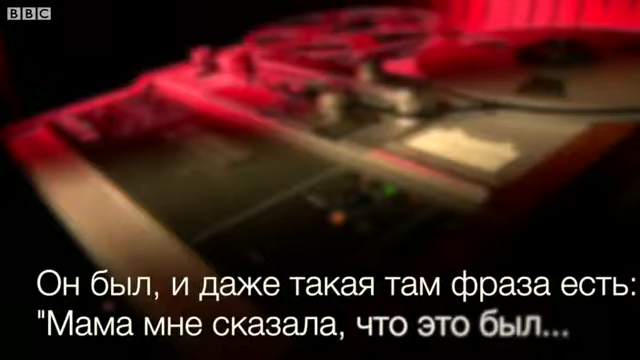 BBC
Он был, и даже такая там фраза есть:
"Мама мне сказала, что это был...